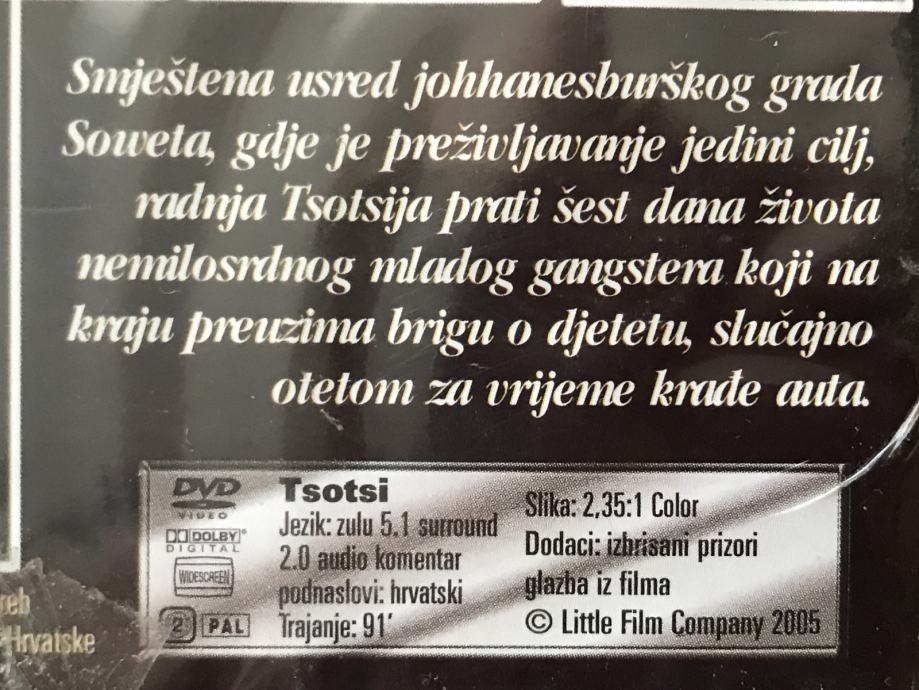 Smještena usred johhanesburškog grada
Soweta, gdje je preživljavanje jedini cilj,
radnja Tsotsija prati šest dana života
nemilosrdnog mladog gangstera koji na
kraju preuzima brigu o djetetu, slučajno
otetom za vrijeme krađe auta.
DVD
VIDEO
DOLBY
DIGITAL
WIDESCREEN
2 PAL
Tsotsi
Jezik: zulu 5.1 surround
2.0 audio komentar
podnaslovi: hrvatski
Trajanje: 91'
Slika: 2,35:1 Color
Dodaci: izbrisani prizori
glazba iz filma
© Little Film Company 2005
Hrvatske